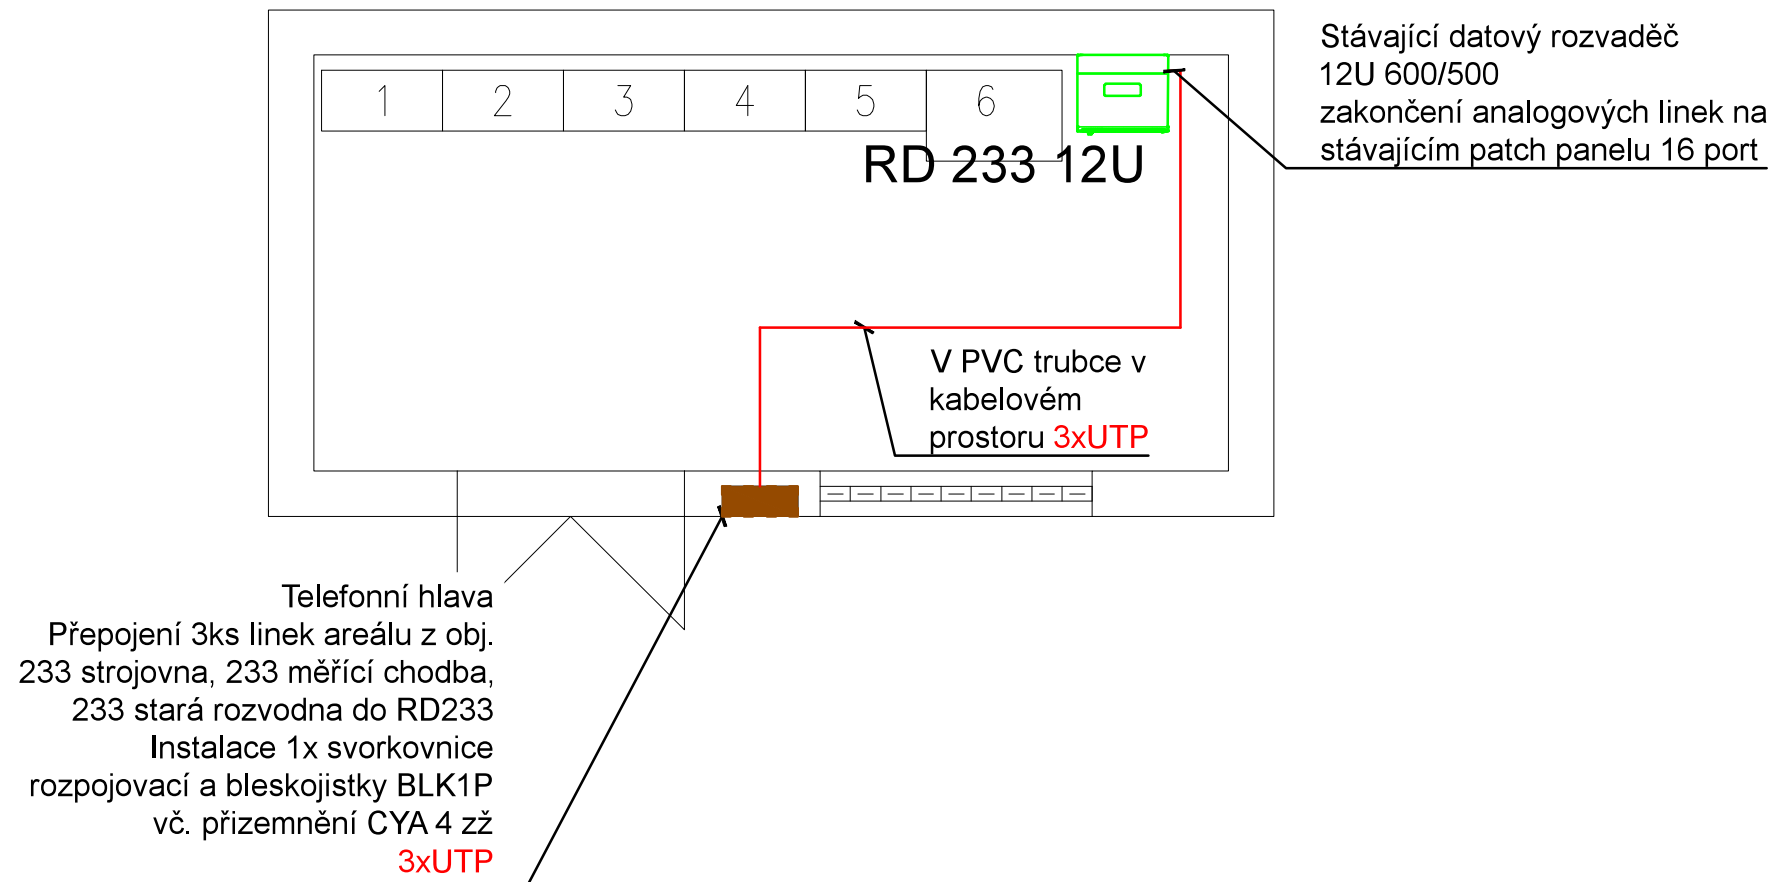 Stávající datový rozvaděč
12U 600/500
zakončení analogových linek na
stávajícím patch panelu 16 port
1 2 3 4 5 6
RD 233 12U
V PVC trubce v
kabelovém
prostoru 3xUTP
Telefonní hlava
Přepojení 3ks linek areálu z obj.
233 strojovna, 233 měřící chodba,
233 stará rozvodna do RD233
Instalace 1x svorkovnice
rozpojovací a bleskojistky BLK1P
vč. přizemnění CYA 4 zž
3xUTP